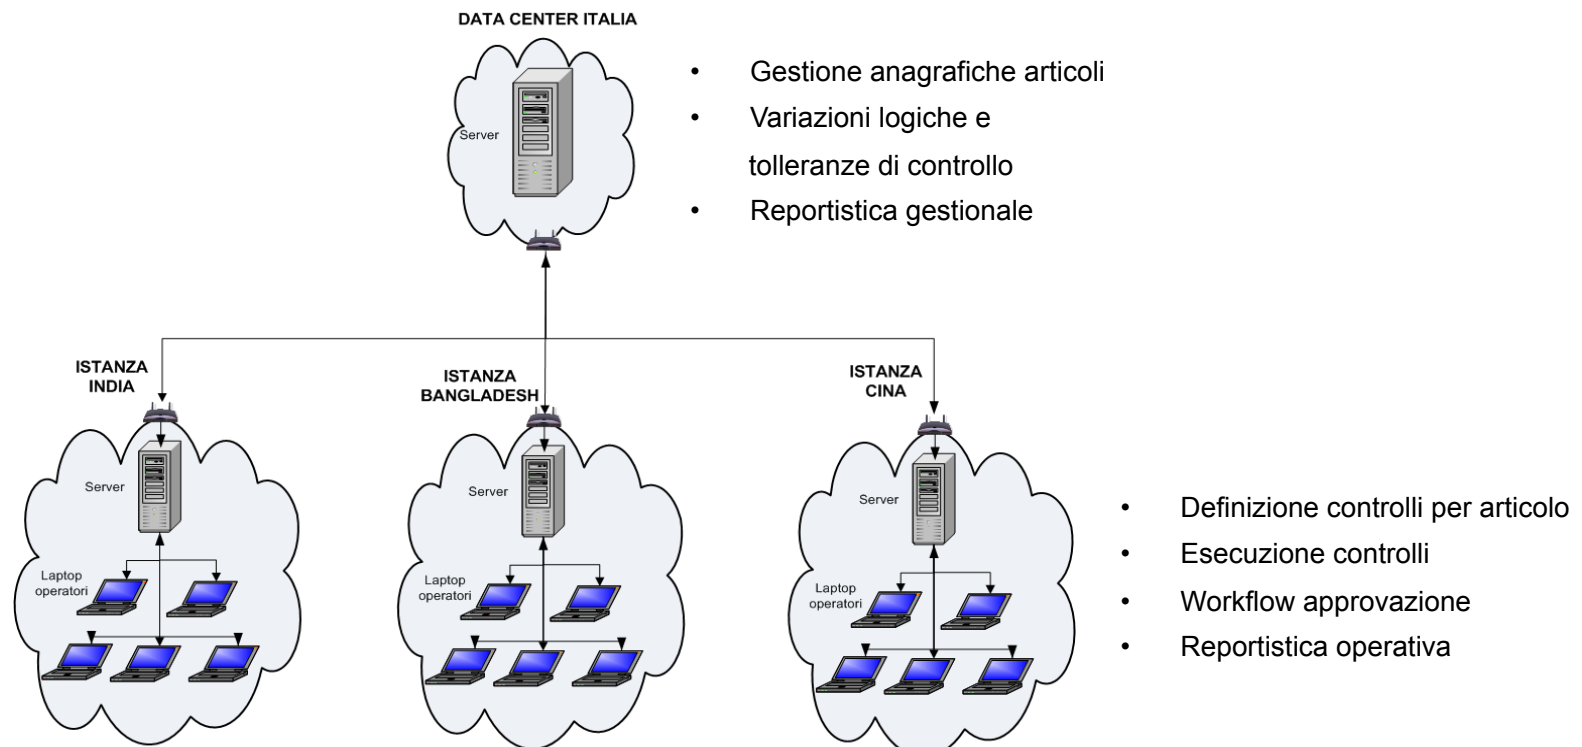 DATA CENTER ITALIA
Server
• Gestione anagrafiche articoli
• Variazioni logiche e
tolleranze di controllo
• Reportistica gestionale
ISTANZA
INDIA
Server
Laptop
operatori
ISTANZA
BANGLADESH
Server
Laptop
operatori
ISTANZA
CINA
Server
Laptop
operatori
• Definizione controlli per articolo
• Esecuzione controlli
• Workflow approvazione
• Reportistica operativa